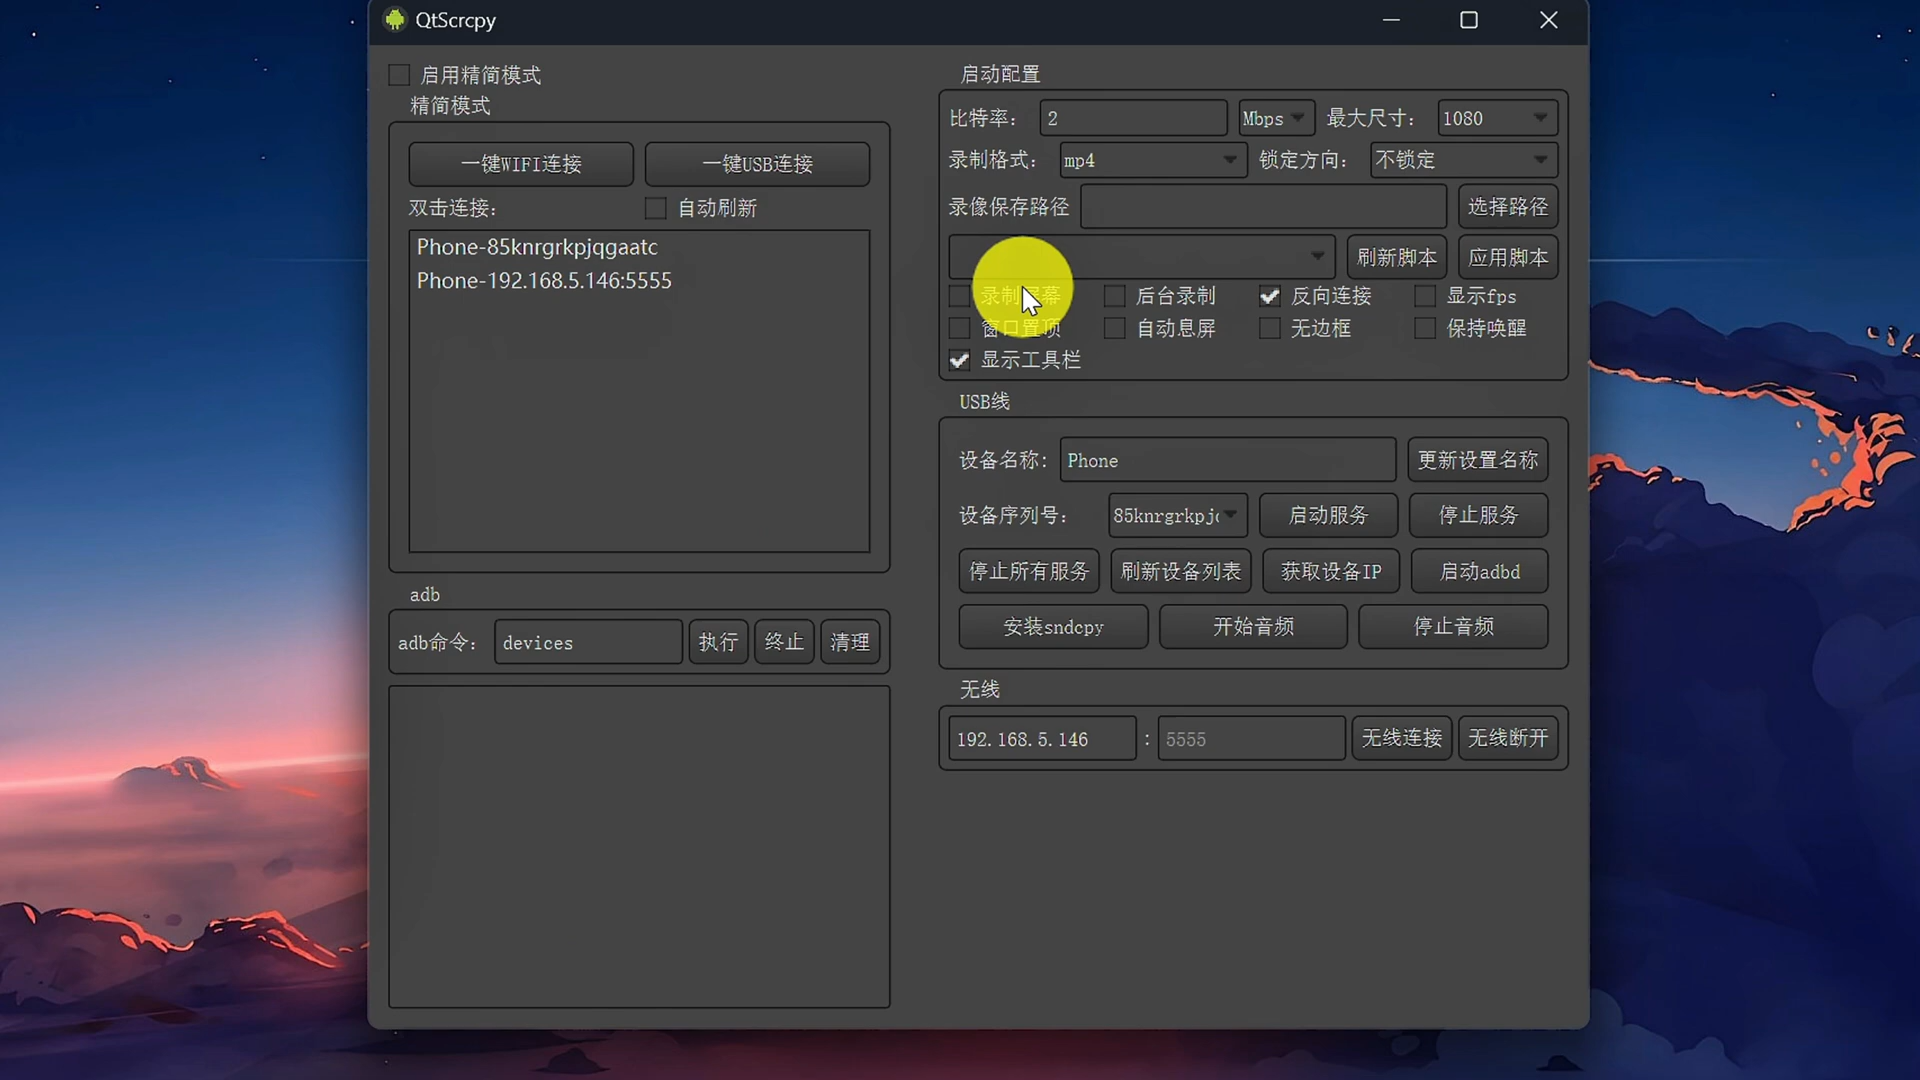 QtScrcpy
启用精简模式
精简模式
一键WIFI连接 一键USB连接
双击连接: 自动刷新
Phone-85knrgrkpjqgaatc
Phone-192.168.5.146:5555
adb
adb命令: devices 执行 终止 清理
启动配置
比特率: 2 Mbps 最大尺寸: 1080
录制格式: mp4 锁定方向: 不锁定
录像保存路径 选择路径
刷新脚本 应用脚本
录制屏幕 后台录制 反向连接 显示fps
窗口置顶 自动息屏 无边框 保持唤醒
显示工具栏
USB线
设备名称: Phone 更新设置名称
设备序列号: 85knrgrkpj 启动服务 停止服务
停止所有服务 刷新设备列表 获取设备IP 启动adbd
安装sndcpy 开始音频 停止音频
无线
192.168.5.146 : 5555 无线连接 无线断开